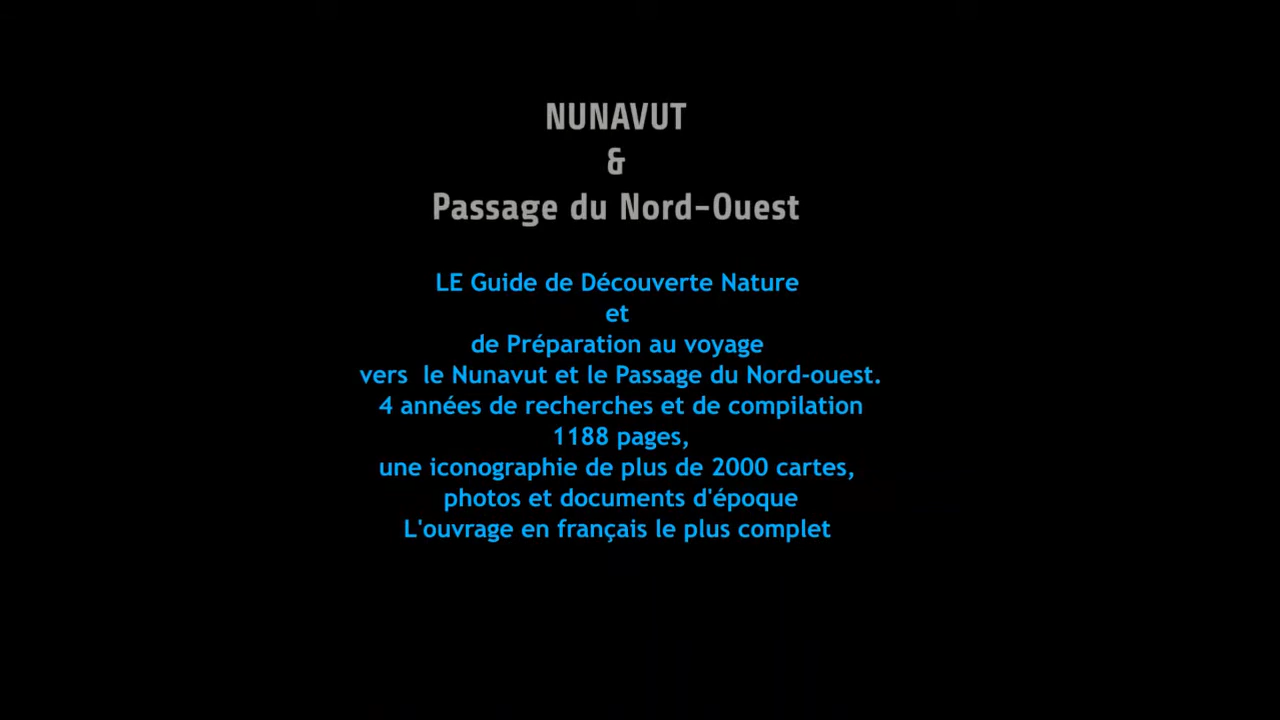 NUNAVUT
&
Passage du Nord-Ouest
LE Guide de Découverte Nature
et
de Préparation au voyage
vers  le Nunavut et le Passage du Nord-ouest.
4 années de recherches et de compilation
1188 pages,
une iconographie de plus de 2000 cartes,
photos et documents d'époque
L'ouvrage en français le plus complet